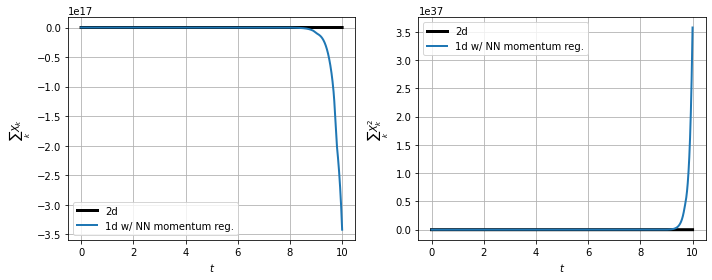 1e17
0.0
−0.5
−1.0
−1.5
−2.0
−2.5
−3.0
−3.5
∑ₖ Xₖ
2d
1d w/ NN momentum reg.
0 2 4 6 8 10
t
1e37
3.5
3.0
2.5
2.0
1.5
1.0
0.5
0.0
∑ₖ Xₖ²
2d
1d w/ NN momentum reg.
0 2 4 6 8 10
t